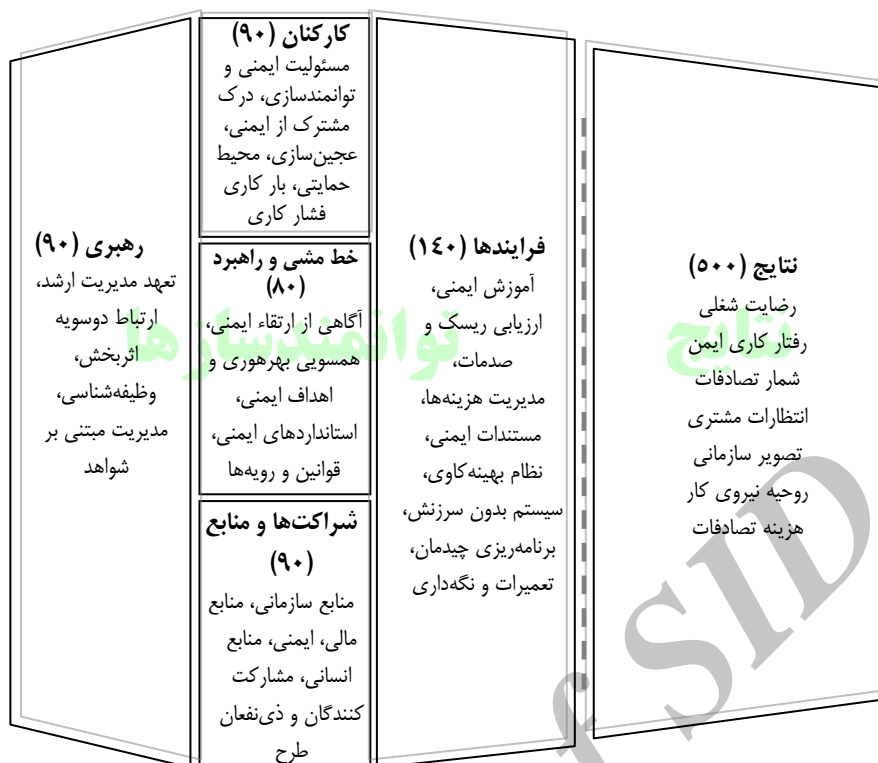 رهبری (۹۰)
تعهد مدیریت ارشد،
ارتباط دوسویه
اثربخش،
وظیفه‌شناسی،
مدیریت مبتنی بر
شواهد
کارکنان (۹۰)
مسئولیت ایمنی و
توانمندسازی، درک
مشترک از ایمنی،
عجین‌سازی، محیط
حمایتی، بار کاری
فشار کاری
خط مشی و راهبرد
(۸۰)
آگاهی از ارتقاء ایمنی،
همسویی بهره‌وری و
اهداف ایمنی،
استانداردهای ایمنی،
قوانین و رویه‌ها
شراکت‌ها و منابع
(۹۰)
منابع سازمانی، منابع
مالی، ایمنی، منابع
انسانی، مشارکت
کنندگان و ذی‌نفعان
طرح
فرایندها (١٤٠)
آموزش ایمنی،
ارزیابی ریسک و
صدمات،
مدیریت هزینه‌ها،
مستندات ایمنی،
نظام بهینه‌کاوی،
سیستم بدون سرزنش،
برنامه‌ریزی چیدمان،
تعمیرات و نگه‌داری
نتایج (٥٠٠)
رضایت شغلی
رفتار کاری ایمن
شمار تصادفات
انتظارات مشتری
تصویر سازمانی
روحیه نیروی کار
هزینه تصادفات
توانمندسازها
نتایج
f SID